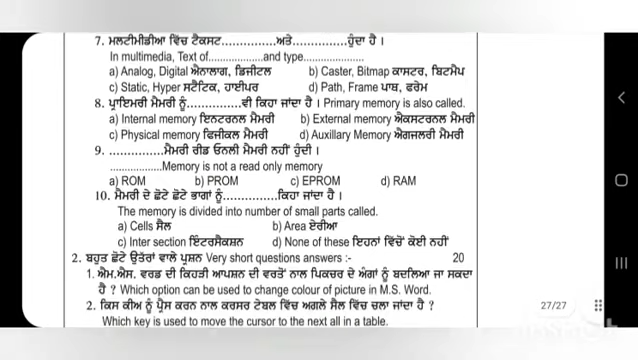 7. ਮਲਟੀਮੀਡੀਆ ਵਿੱਚ ਟੈਕਸਟ...............ਅਤੇ...............ਹੁੰਦਾ ਹੈ ।
In multimedia, Text of....................and type......................
a) Analog, Digital ਐਨਾਲਾਗ, ਡਿਜੀਟਲ b) Caster, Bitmap ਕਾਸਟਰ, ਬਿਟਮੈਪ
c) Static, Hyper ਸਟੈਟਿਕ, ਹਾਈਪਰ d) Path, Frame ਪਾਥ, ਫਰੇਮ
8. ਪ੍ਰਾਇਮਰੀ ਮੈਮਰੀ ਨੂੰ...............ਵੀ ਕਿਹਾ ਜਾਂਦਾ ਹੈ । Primary memory is also called.
a) Internal memory ਇਨਟਰਨਲ ਮੈਮਰੀ b) External memory ਐਕਸਟਰਨਲ ਮੈਮਰੀ
c) Physical memory ਫਿਜੀਕਲ ਮੈਮਰੀ d) Auxillary Memory ਐਗਜਲਰੀ ਮੈਮਰੀ
9. ...............ਮੈਮਰੀ ਰੀਡ ਓਨਲੀ ਮੈਮਰੀ ਨਹੀਂ ਹੁੰਦੀ ।
..................Memory is not a read only memory
a) ROM b) PROM c) EPROM d) RAM
10. ਮੈਮਰੀ ਦੇ ਛੋਟੇ ਛੋਟੇ ਭਾਗਾਂ ਨੂੰ...............ਕਿਹਾ ਜਾਂਦਾ ਹੈ ।
The memory is divided into number of small parts called.
a) Cells ਸੈਲ b) Area ਏਰੀਆ
c) Inter section ਇੰਟਰਸੈਕਸ਼ਨ d) None of these ਇਹਨਾਂ ਵਿੱਚੋਂ ਕੋਈ ਨਹੀਂ
2. ਬਹੁਤ ਛੋਟੇ ਉੱਤਰਾਂ ਵਾਲੇ ਪ੍ਰਸ਼ਨ Very short questions answers :- 20
1. ਐਮ.ਐਸ. ਵਰਡ ਦੀ ਕਿਹੜੀ ਆਪਸ਼ਨ ਦੀ ਵਰਤੋਂ ਨਾਲ ਪਿਕਚਰ ਦੇ ਅੰਗਾਂ ਨੂੰ ਬਦਲਿਆ ਜਾ ਸਕਦਾ
ਹੈ ? Which option can be used to change colour of picture in M.S. Word.
2. ਕਿਸ ਕੀਅ ਨੂੰ ਪ੍ਰੈਸ ਕਰਨ ਨਾਲ ਕਰਸਰ ਟੇਬਲ ਵਿੱਚ ਅਗਲੇ ਸੈਲ ਵਿੱਚ ਚਲਾ ਜਾਂਦਾ ਹੈ ?
Which key is used to move the cursor to the next all in a table.
27/27